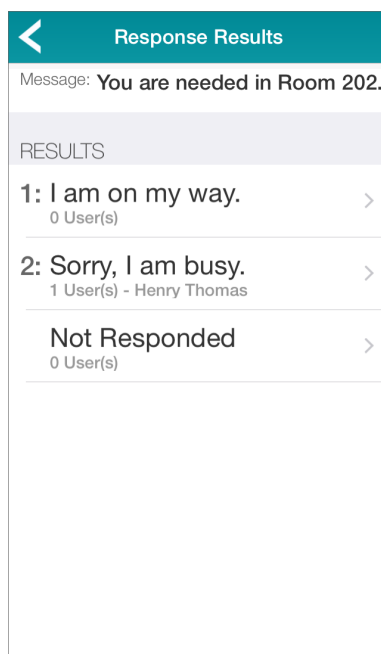 Response Results
Message: You are needed in Room 202.
RESULTS
1: I am on my way.
0 User(s)
2: Sorry, I am busy.
1 User(s) - Henry Thomas
Not Responded
0 User(s)